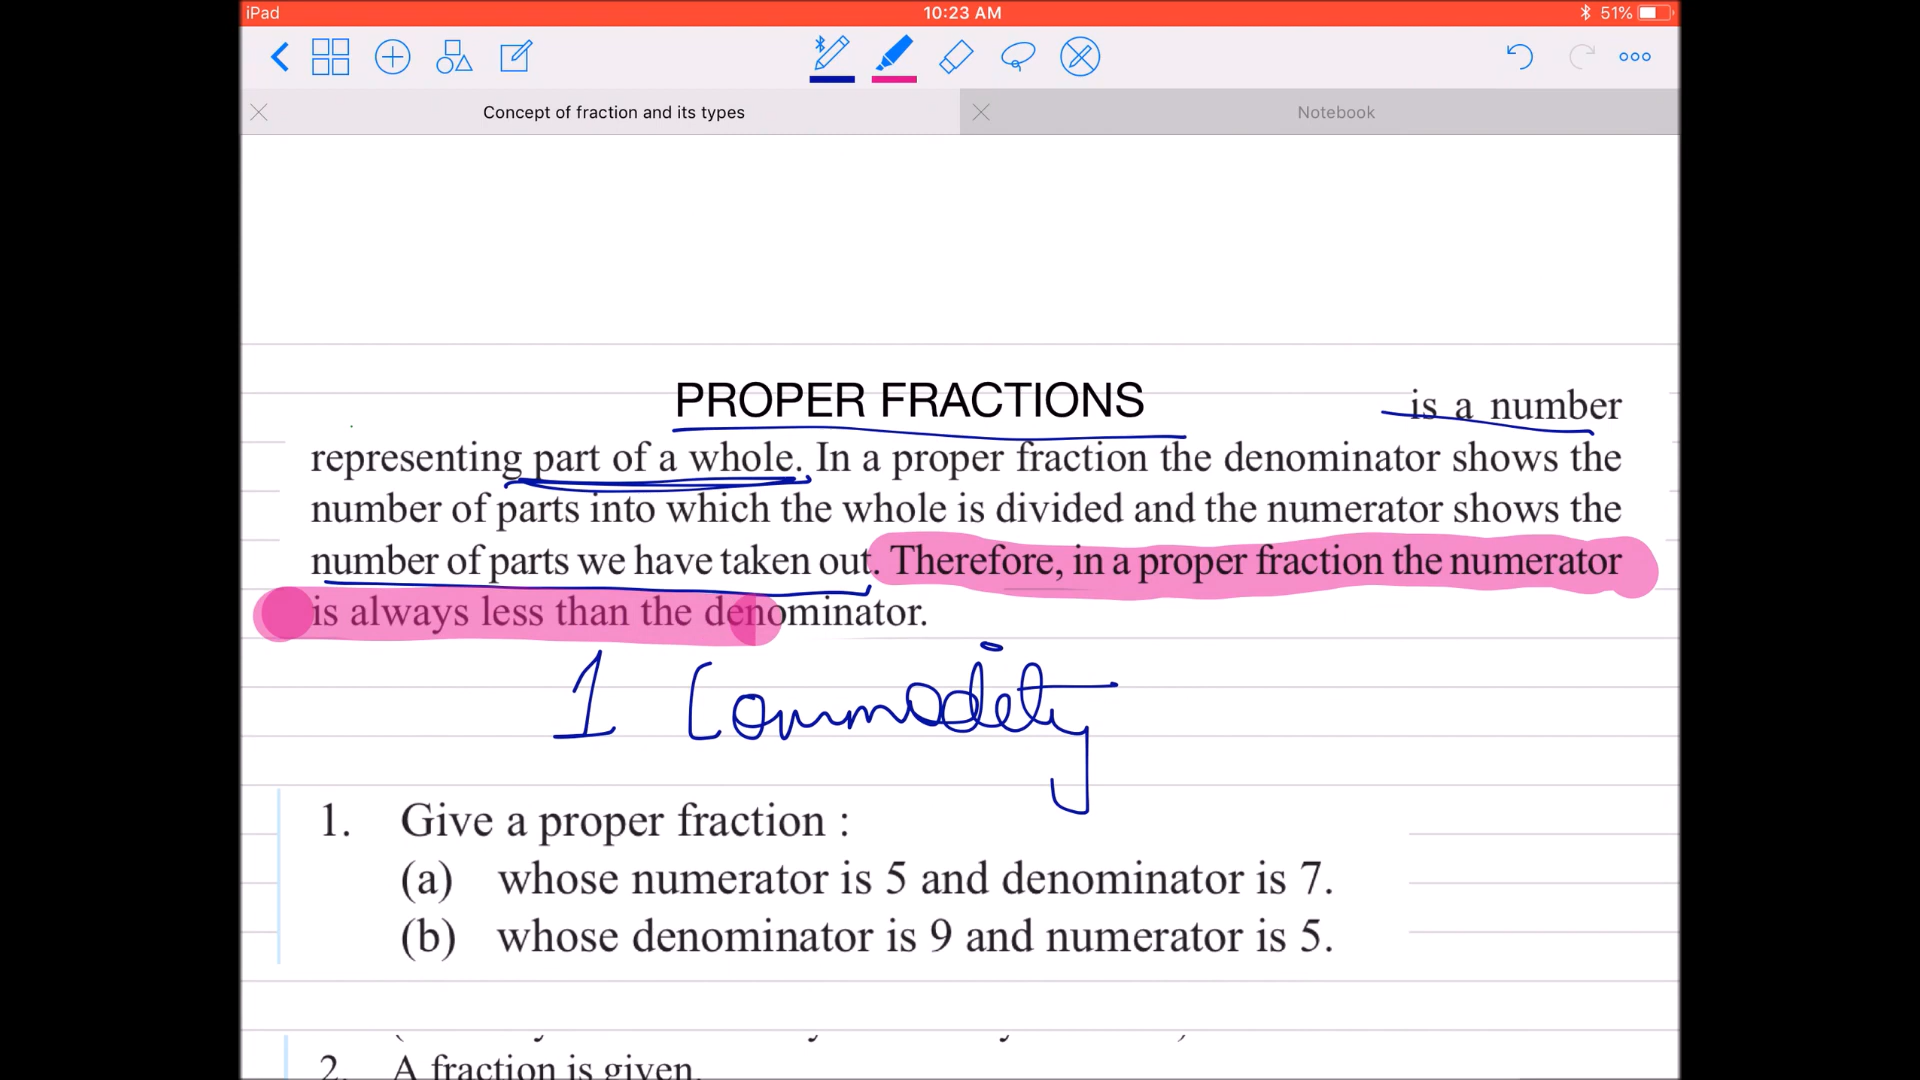 iPad 10:23 AM 51%
Concept of fraction and its types Notebook
PROPER FRACTIONS is a number
representing part of a whole. In a proper fraction the denominator shows the
number of parts into which the whole is divided and the numerator shows the
number of parts we have taken out. Therefore, in a proper fraction the numerator
is always less than the denominator.
1 Commodity
1. Give a proper fraction :
(a) whose numerator is 5 and denominator is 7.
(b) whose denominator is 9 and numerator is 5.
2. A fraction is given.